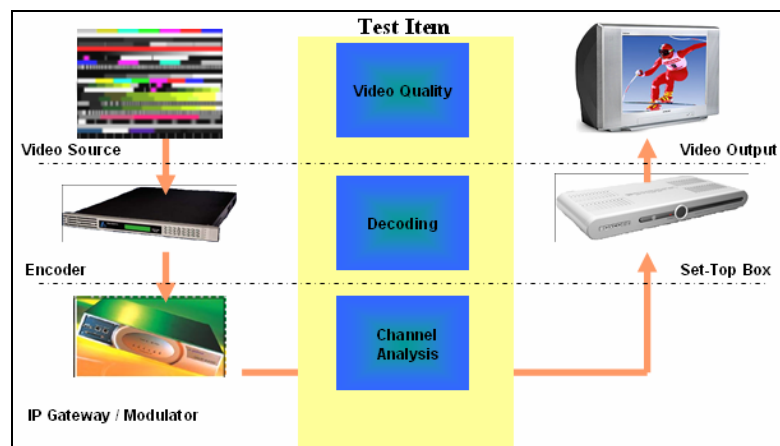 Test Item
Video Quality
Video Source
Video Output
Decoding
Encoder
Set-Top Box
Channel
Analysis
IP Gateway / Modulator